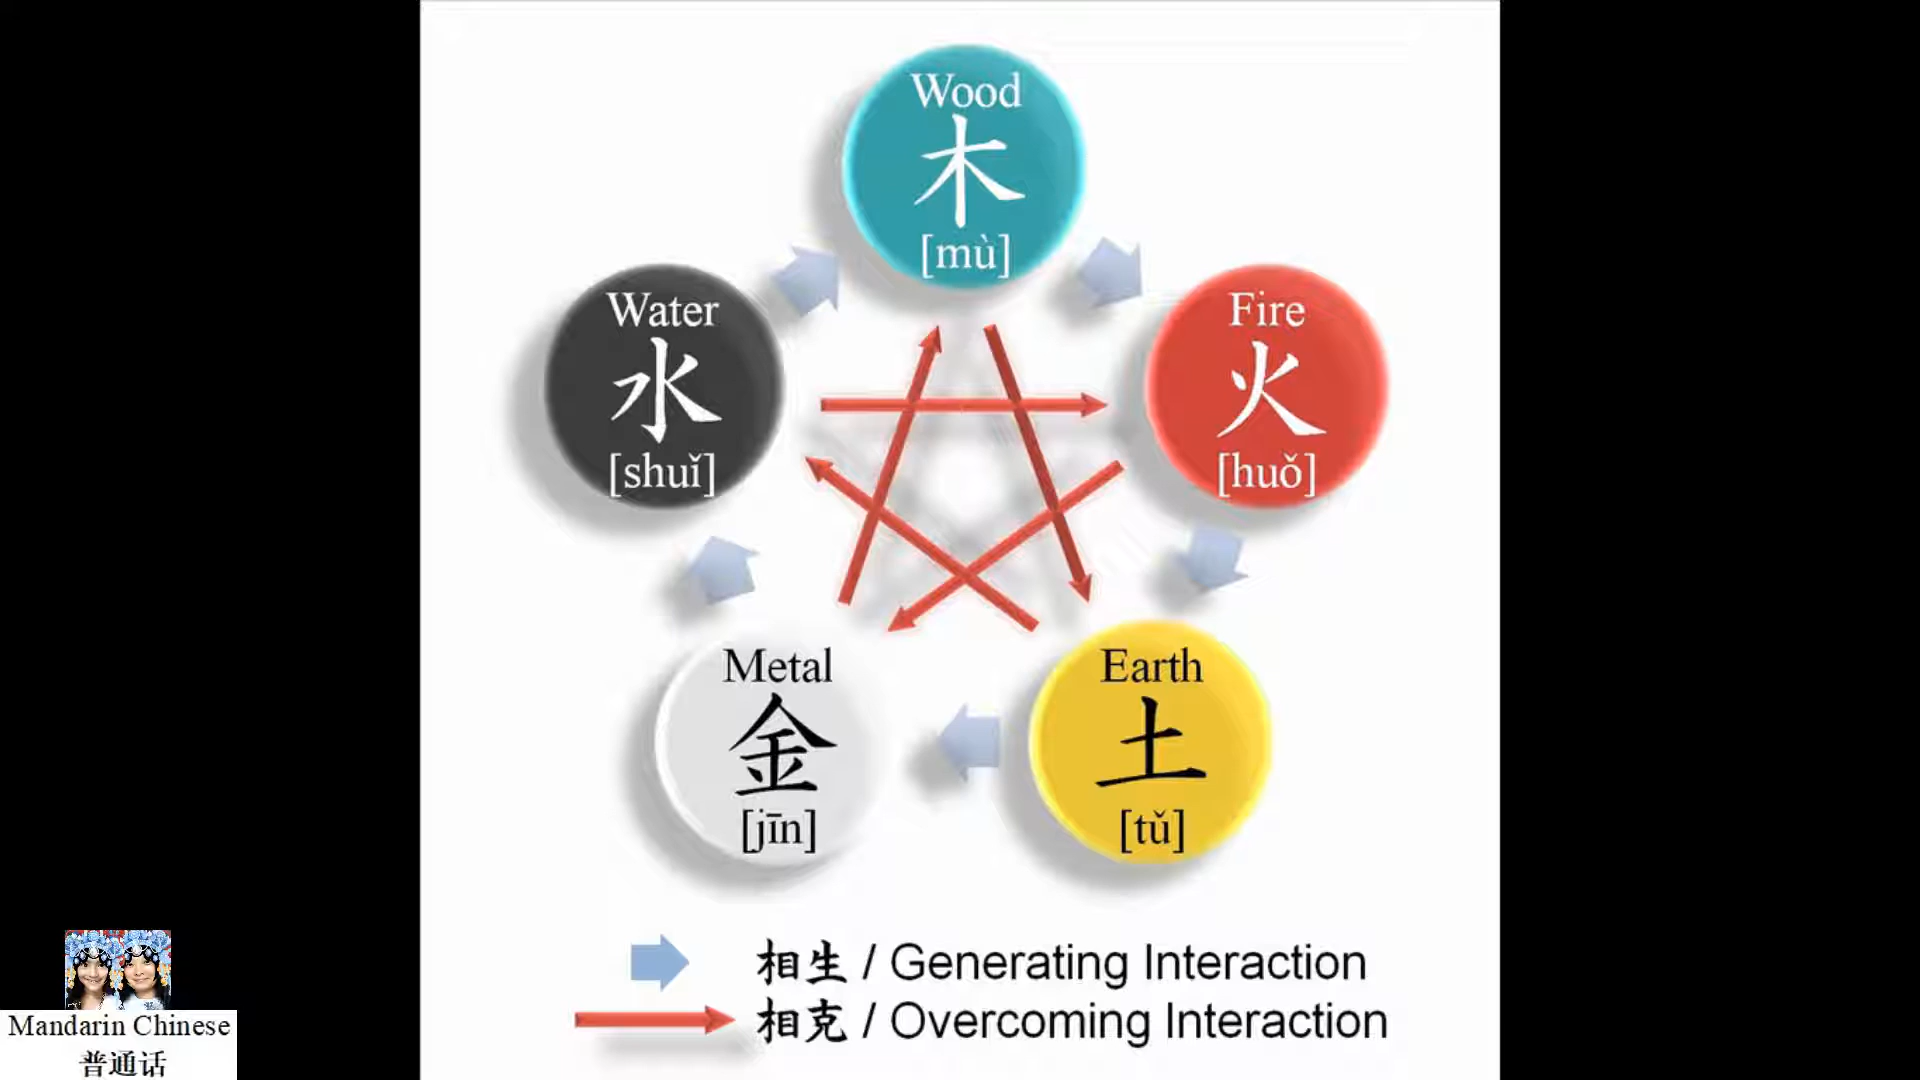 Wood
木
[mù]
Water
水
[shuǐ]
Fire
火
[huǒ]
Metal
金
[jīn]
Earth
土
[tǔ]
相生 / Generating Interaction
相克 / Overcoming Interaction
Mandarin Chinese
普通话